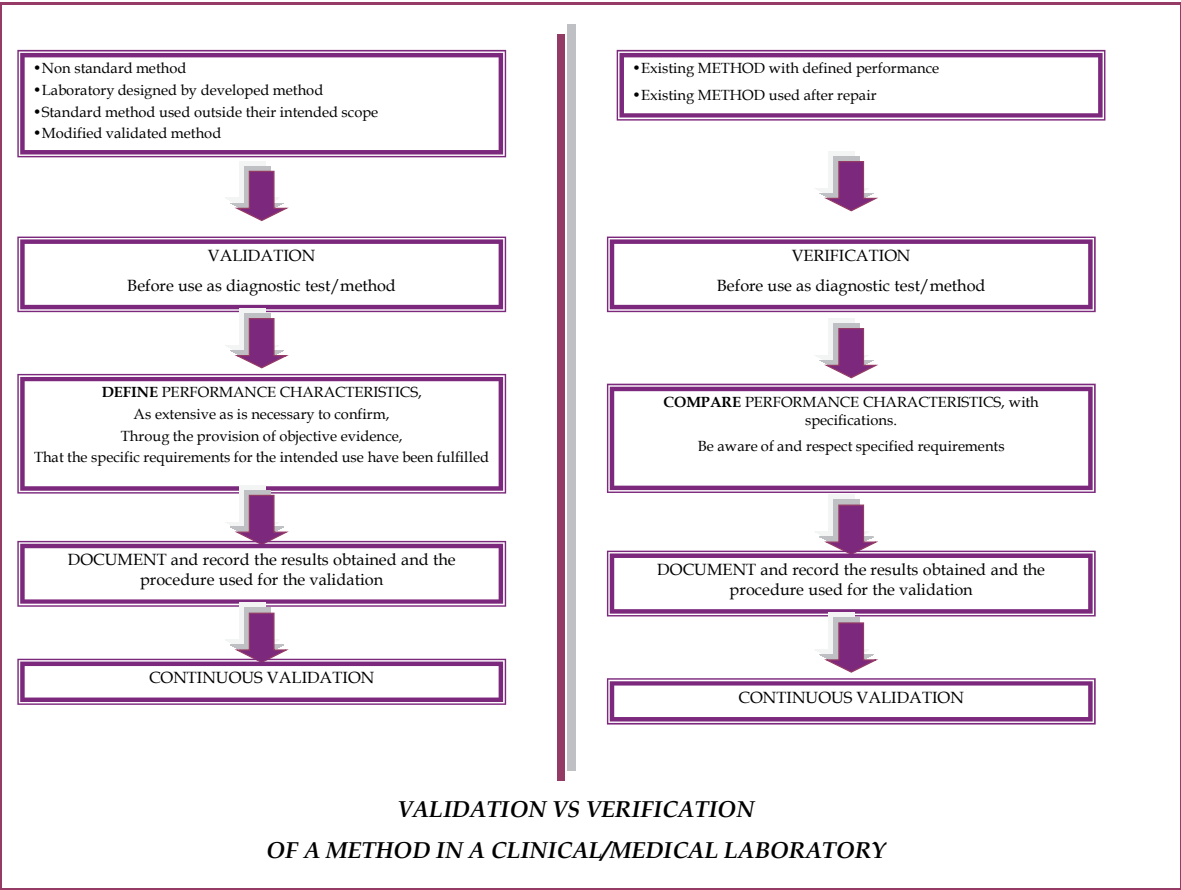 •Non standard method
•Laboratory designed by developed method
•Standard method used outside their intended scope
•Modified validated method
VALIDATION
Before use as diagnostic test/method
DEFINE PERFORMANCE CHARACTERISTICS,
As extensive as is necessary to confirm,
Throug the provision of objective evidence,
That the specific requirements for the intended use have been fulfilled
DOCUMENT and record the results obtained and the
procedure used for the validation
CONTINUOUS VALIDATION
•Existing METHOD with defined performance
•Existing METHOD used after repair
VERIFICATION
Before use as diagnostic test/method
COMPARE PERFORMANCE CHARACTERISTICS, with
specifications.
Be aware of and respect specified requirements
DOCUMENT and record the results obtained and the
procedure used for the validation
CONTINUOUS VALIDATION
VALIDATION VS VERIFICATION
OF A METHOD IN A CLINICAL/MEDICAL LABORATORY